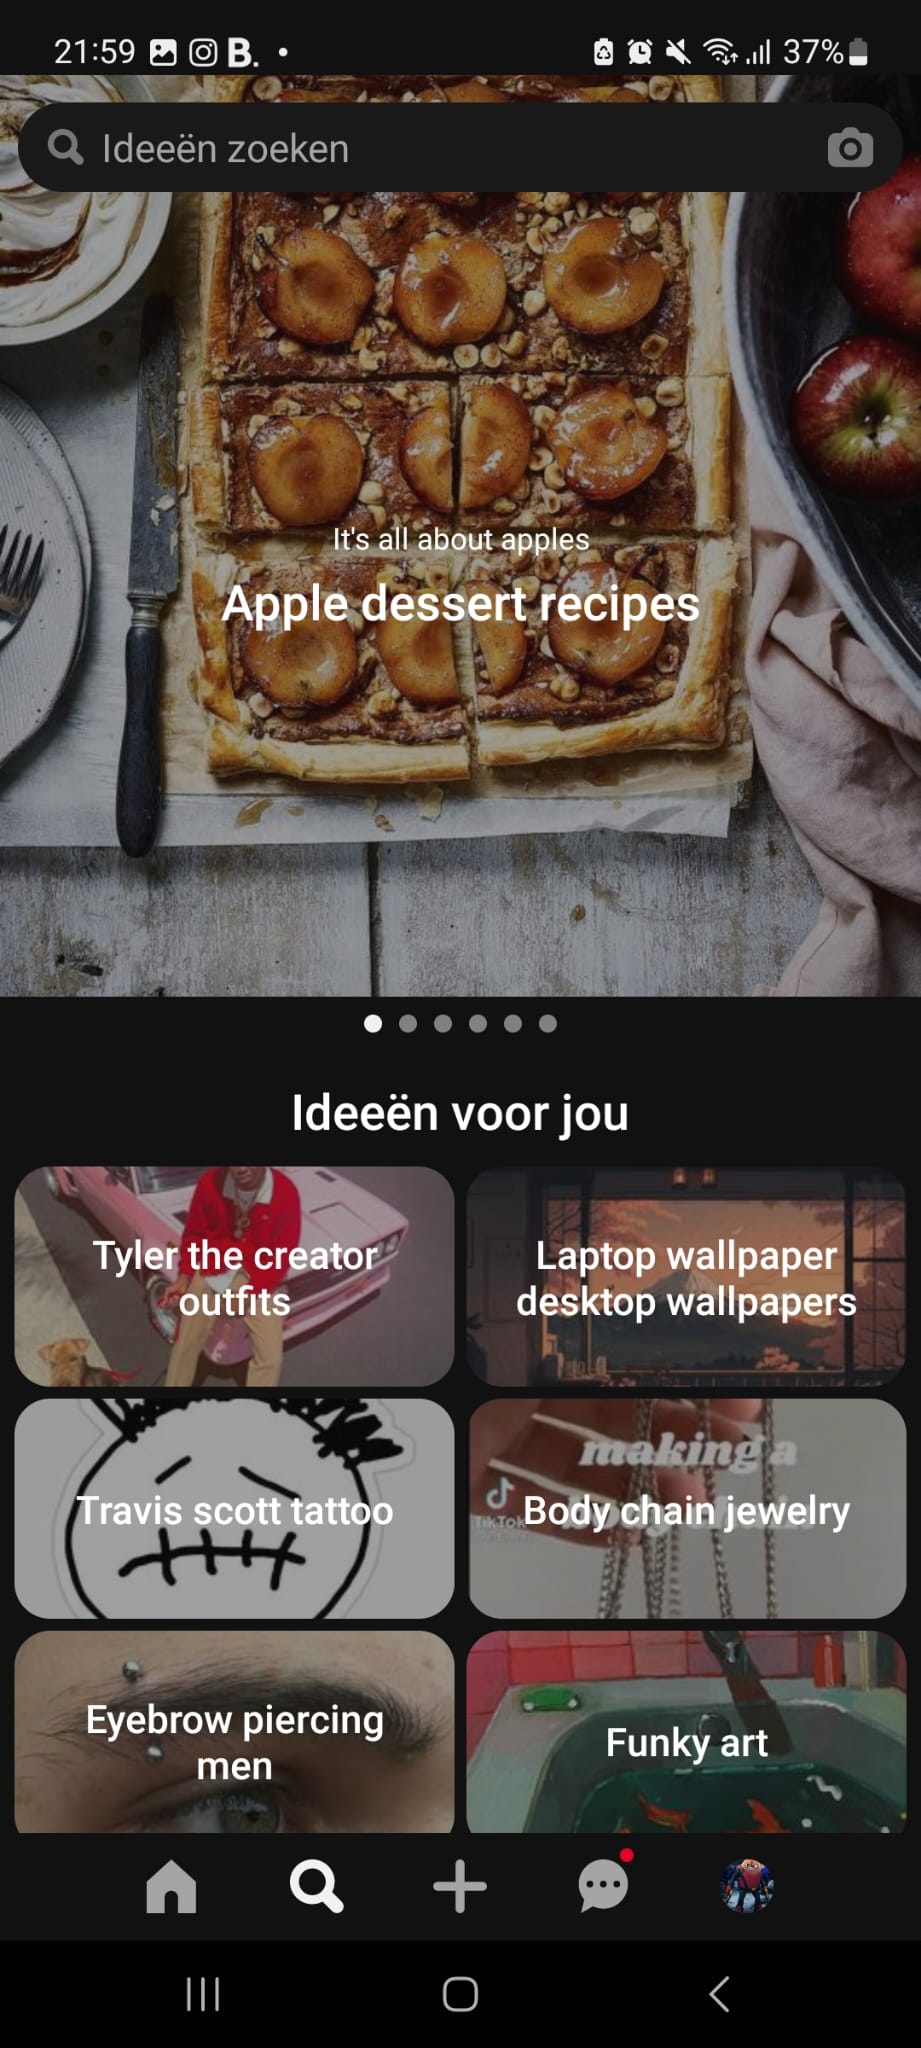 21:59 B. 37%
Ideeën zoeken
It's all about apples
Apple dessert recipes
Ideeën voor jou
Tyler the creator
outfits
Laptop wallpaper
desktop wallpapers
Travis scott tattoo
making a
TikTok
Body chain jewelry
Eyebrow piercing
men
Funky art